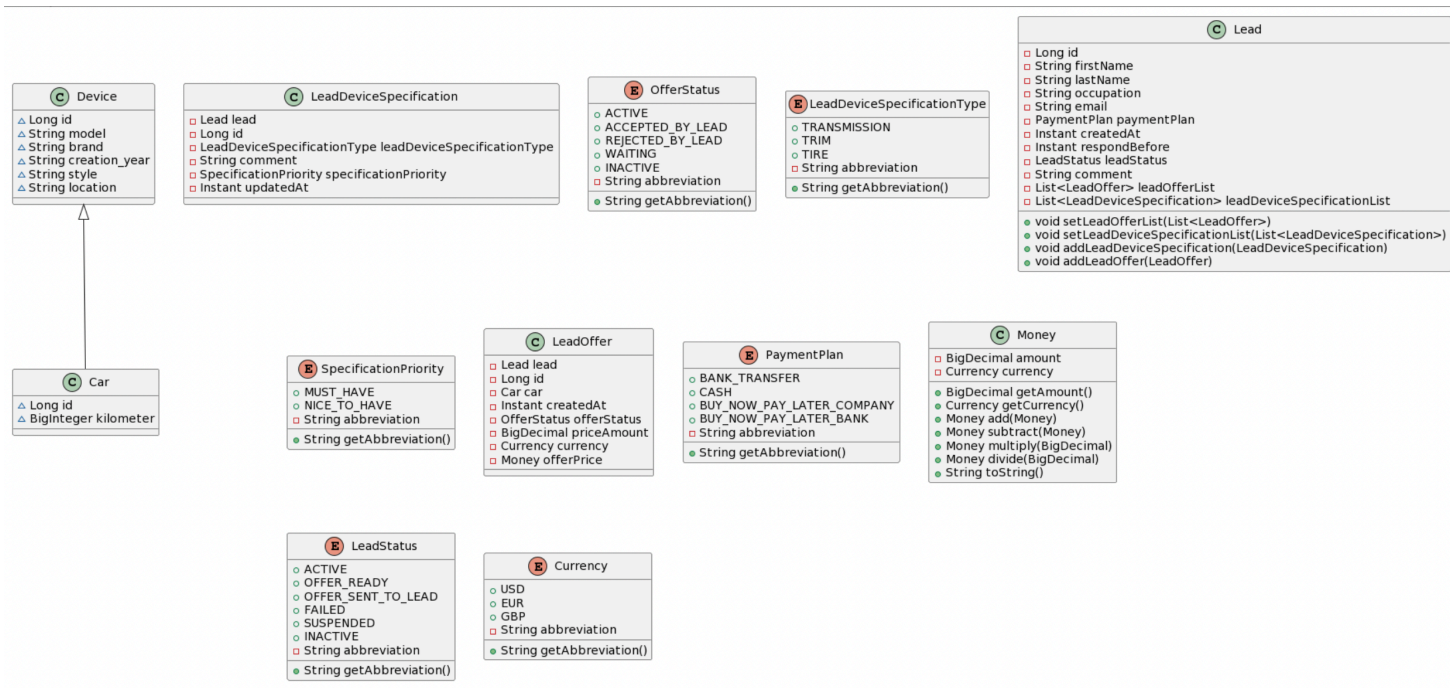 C Device
Long id
String model
String brand
String creation_year
String style
String location
C LeadDeviceSpecification
Lead lead
Long id
LeadDeviceSpecificationType leadDeviceSpecificationType
String comment
SpecificationPriority specificationPriority
Instant updatedAt
E OfferStatus
ACTIVE
ACCEPTED_BY_LEAD
REJECTED_BY_LEAD
WAITING
INACTIVE
String abbreviation
String getAbbreviation()
E LeadDeviceSpecificationType
TRANSMISSION
TRIM
TIRE
String abbreviation
String getAbbreviation()
C Lead
Long id
String firstName
String lastName
String occupation
String email
PaymentPlan paymentPlan
Instant createdAt
Instant respondBefore
LeadStatus leadStatus
String comment
List<LeadOffer> leadOfferList
List<LeadDeviceSpecification> leadDeviceSpecificationList
void setLeadOfferList(List<LeadOffer>)
void setLeadDeviceSpecificationList(List<LeadDeviceSpecification>)
void addLeadDeviceSpecification(LeadDeviceSpecification)
void addLeadOffer(LeadOffer)
C Car
Long id
BigInteger kilometer
E SpecificationPriority
MUST_HAVE
NICE_TO_HAVE
String abbreviation
String getAbbreviation()
C LeadOffer
Lead lead
Long id
Car car
Instant createdAt
OfferStatus offerStatus
BigDecimal priceAmount
Currency currency
Money offerPrice
E PaymentPlan
BANK_TRANSFER
CASH
BUY_NOW_PAY_LATER_COMPANY
BUY_NOW_PAY_LATER_BANK
String abbreviation
String getAbbreviation()
C Money
BigDecimal amount
Currency currency
BigDecimal getAmount()
Currency getCurrency()
Money add(Money)
Money subtract(Money)
Money multiply(BigDecimal)
Money divide(BigDecimal)
String toString()
E LeadStatus
ACTIVE
OFFER_READY
OFFER_SENT_TO_LEAD
FAILED
SUSPENDED
INACTIVE
String abbreviation
String getAbbreviation()
E Currency
USD
EUR
GBP
String abbreviation
String getAbbreviation()